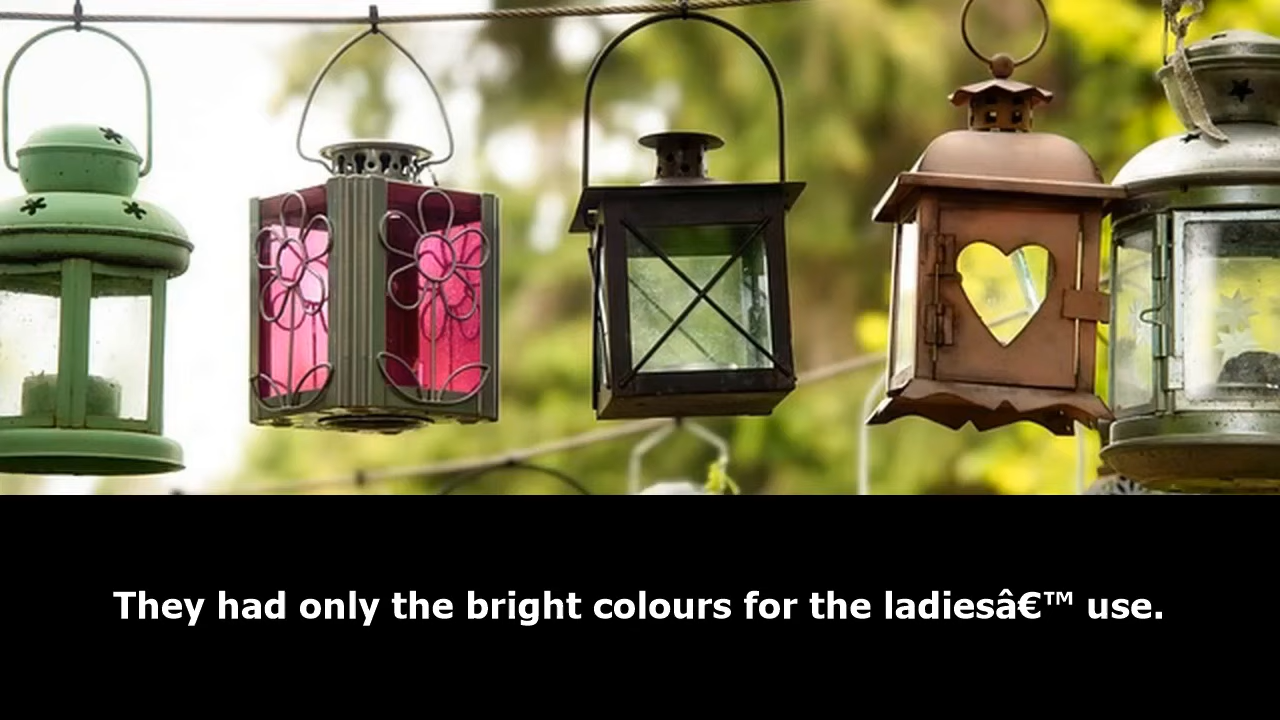 They had only the bright colours for the ladiesâ€™ use.